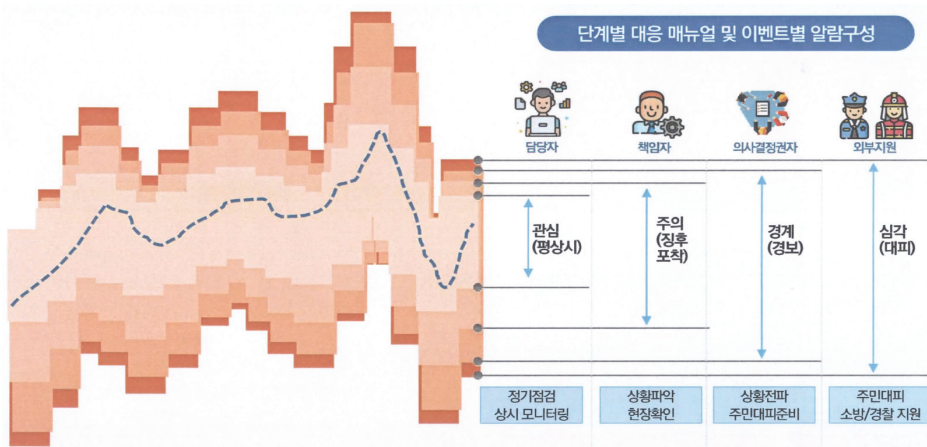 단계별 대응 매뉴얼 및 이벤트별 알람구성
담당자
책임자
의사결정권자
외부지원
관심
(평상시)
주의
(징후
포착)
경계
(경보)
심각
(대피)
정기점검
상시 모니터링
상황파악
현장확인
상황전파
주민대피준비
주민대피
소방/경찰 지원